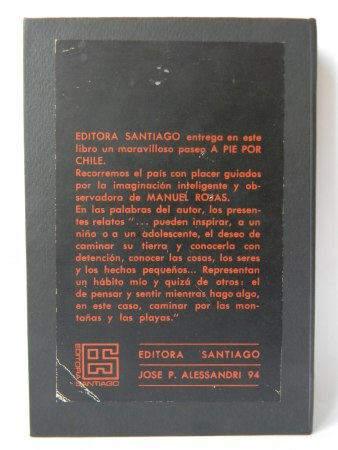 EDITORA SANTIAGO entrega en este
libro un maravilloso paseo A PIE POR
CHILE.
Recorremos el país con placer guiados
por la imaginación inteligente y ob-
servadora de MANUEL ROJAS.
En las palabras del autor, los presen-
tes relatos "... pueden inspirar, a un
niño o a un adolescente, el deseo de
caminar su tierra y conocerla con
detención, conocer las cosas, los seres
y los hechos pequeños... Representan
un hábito mío y quizá de otros: el
de pensar y sentir mientras hago algo,
en este caso, caminar por las mon-
tañas y las playas."
EDITORA SANTIAGO
EDITORA SANTIAGO
JOSE P. ALESSANDRI 94